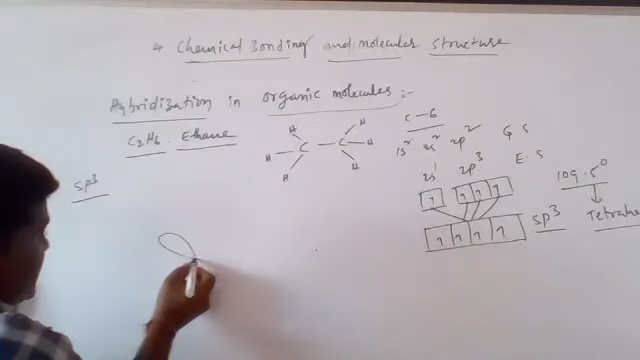 4 Chemical Bonding and molecular structure
Hybridization in organic molecules :-
C2H6. Ethane
H H
H C C H
H H
C - 6
1s² 2s² 2p² G S
2s¹ 2p³ E. S
sp³
1 1 1 1
1 1 1 1 sp³
109.5°
Tetrahe